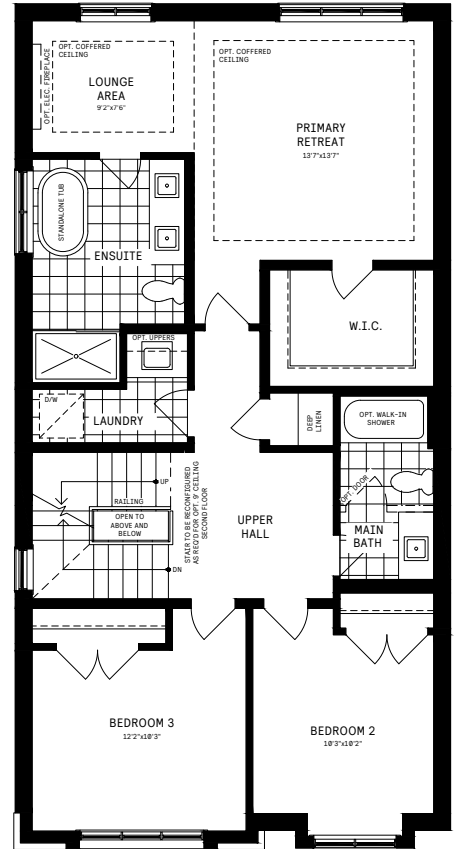 OPT. COFFERED
CEILING
OPT. ELEC. FIREPLACE
LOUNGE
AREA
9'2"x7'6"
OPT. COFFERED
CEILING
PRIMARY
RETREAT
13'7"x13'7"
STANDALONE TUB
ENSUITE
W.I.C.
OPT. UPPERS
D/W
LAUNDRY
DEEP
LINEN
OPT. WALK-IN
SHOWER
OPT. DOOR
MAIN
BATH
UP
RAILING
OPEN TO
ABOVE AND
BELOW
DN
STAIR TO BE RECONFIGURED
AS REQ'D FOR OPT. 9' CEILING
SECOND FLOOR
UPPER
HALL
BEDROOM 3
12'2"x10'3"
BEDROOM 2
10'3"x10'2"